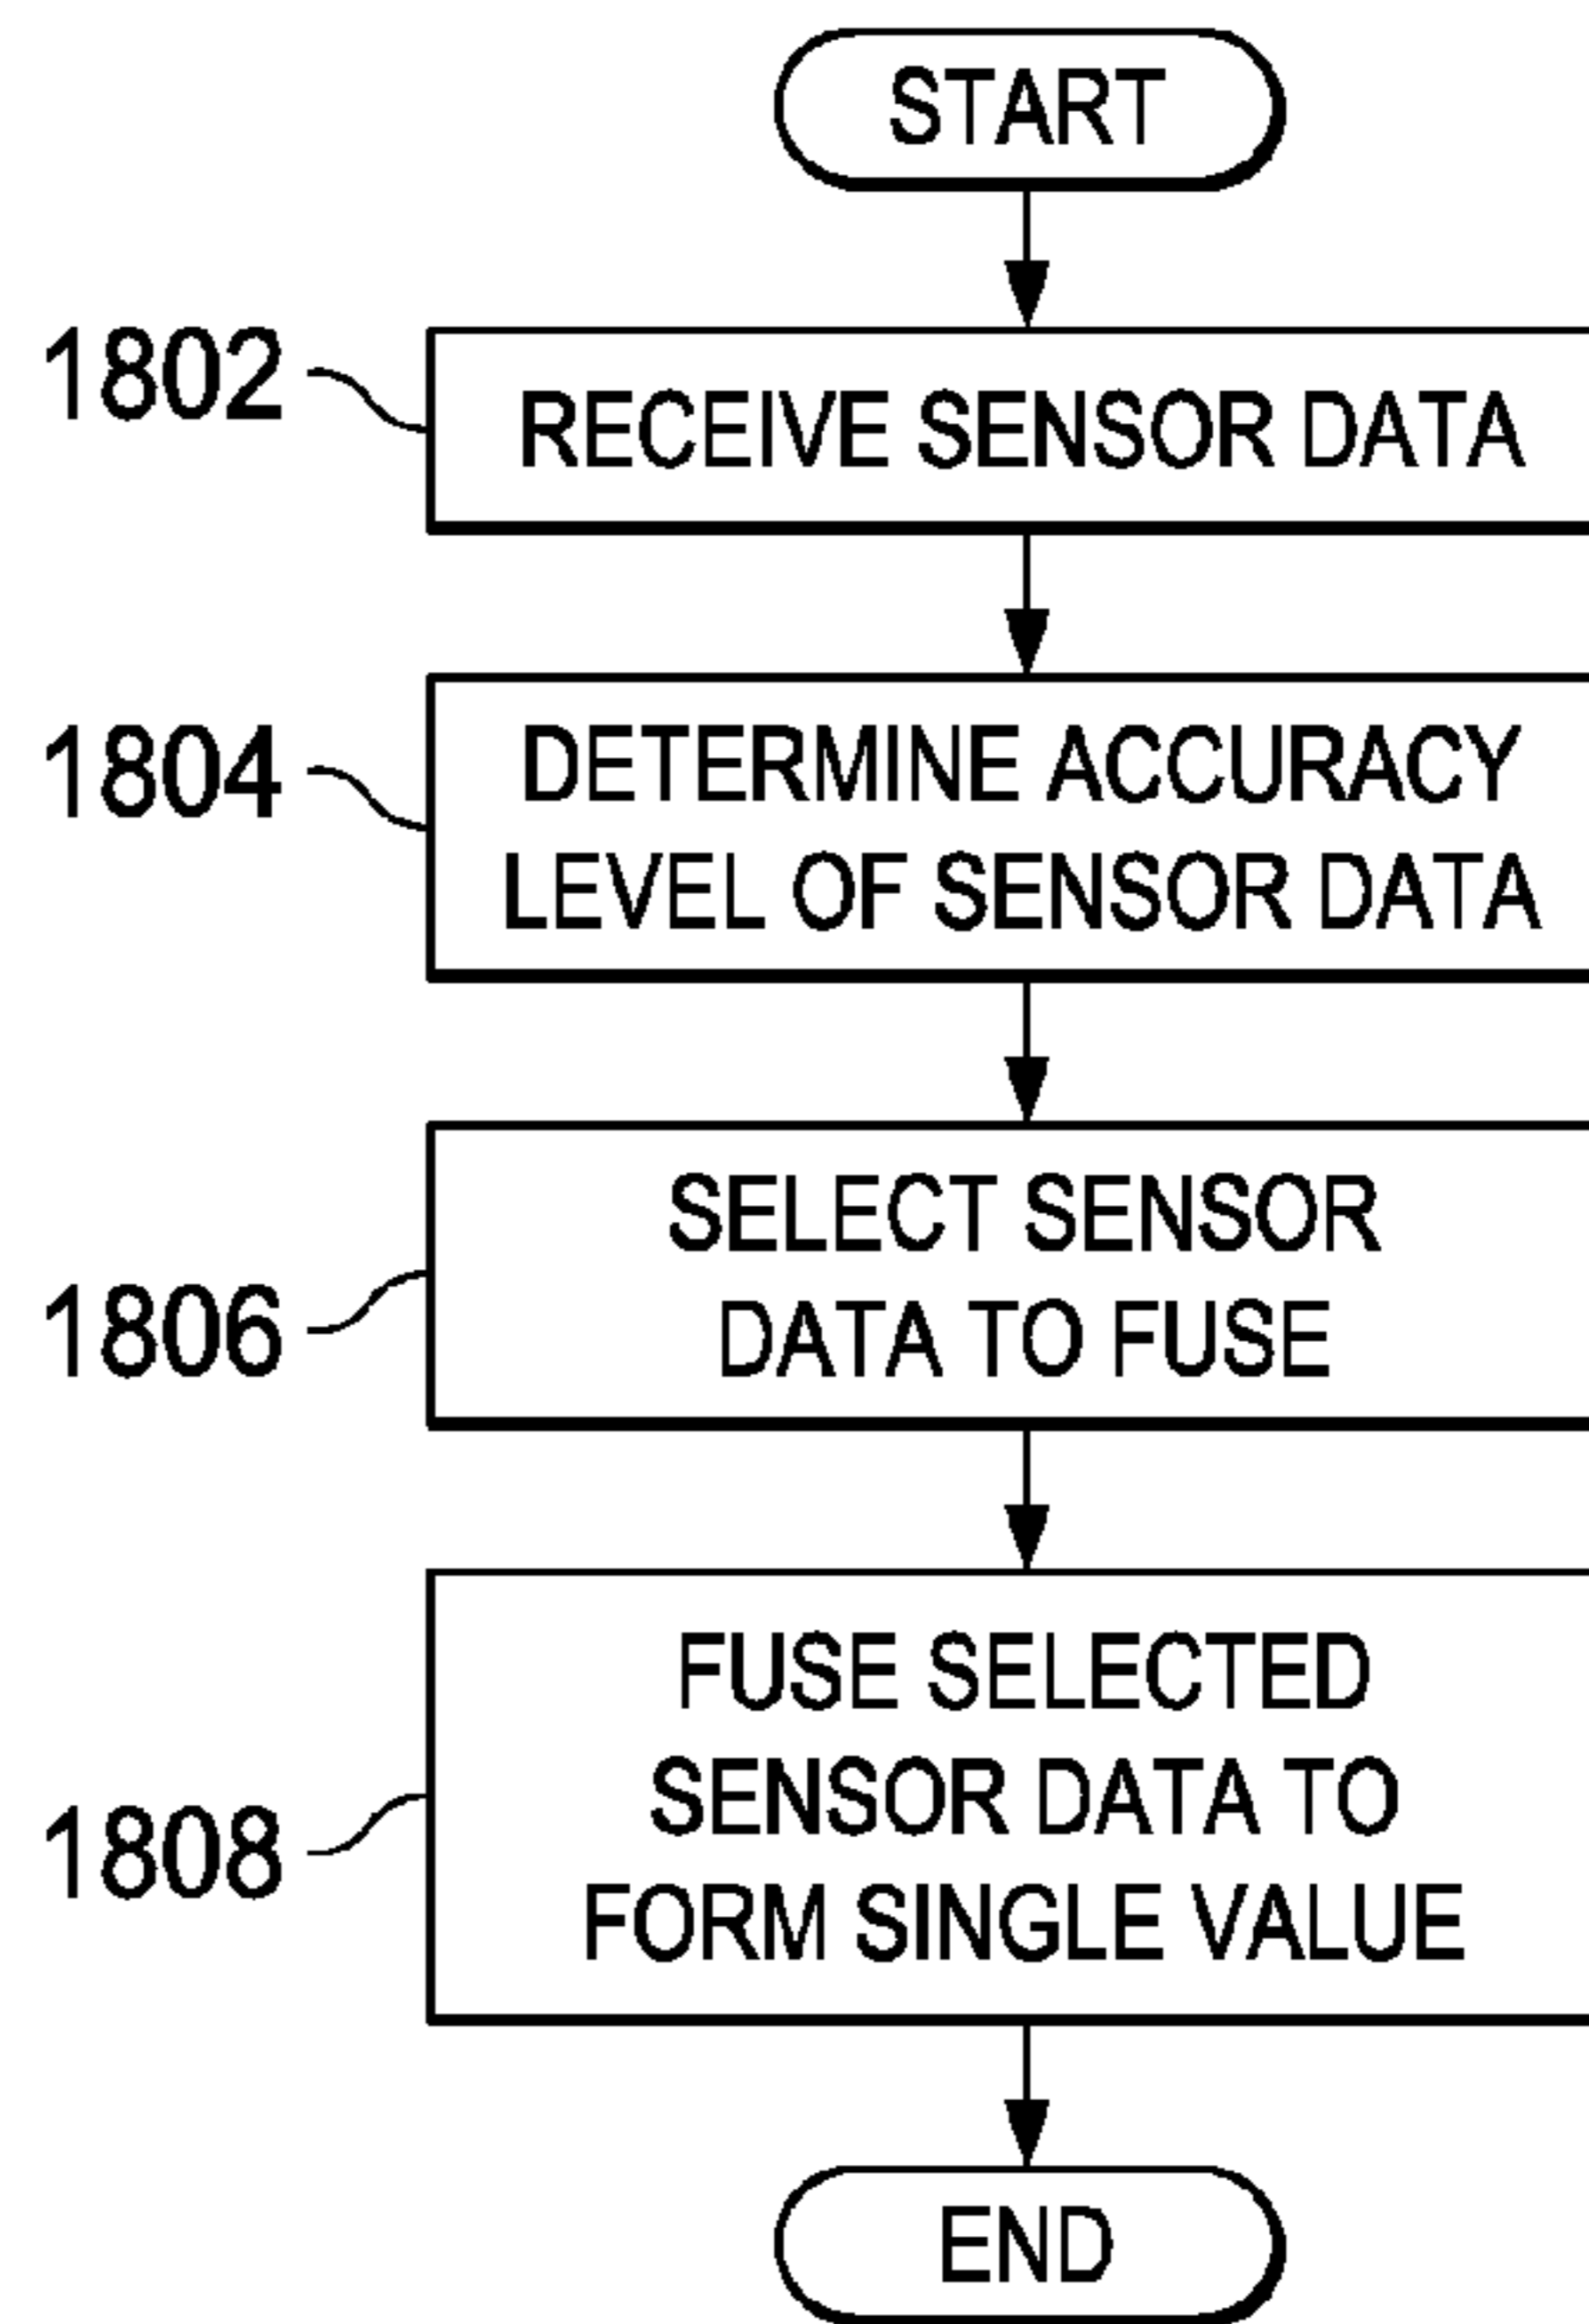 START
1802
RECEIVE SENSOR DATA
1804
DETERMINE ACCURACY
LEVEL OF SENSOR DATA
1806
SELECT SENSOR
DATA TO FUSE
1808
FUSE SELECTED
SENSOR DATA TO
FORM SINGLE VALUE
END